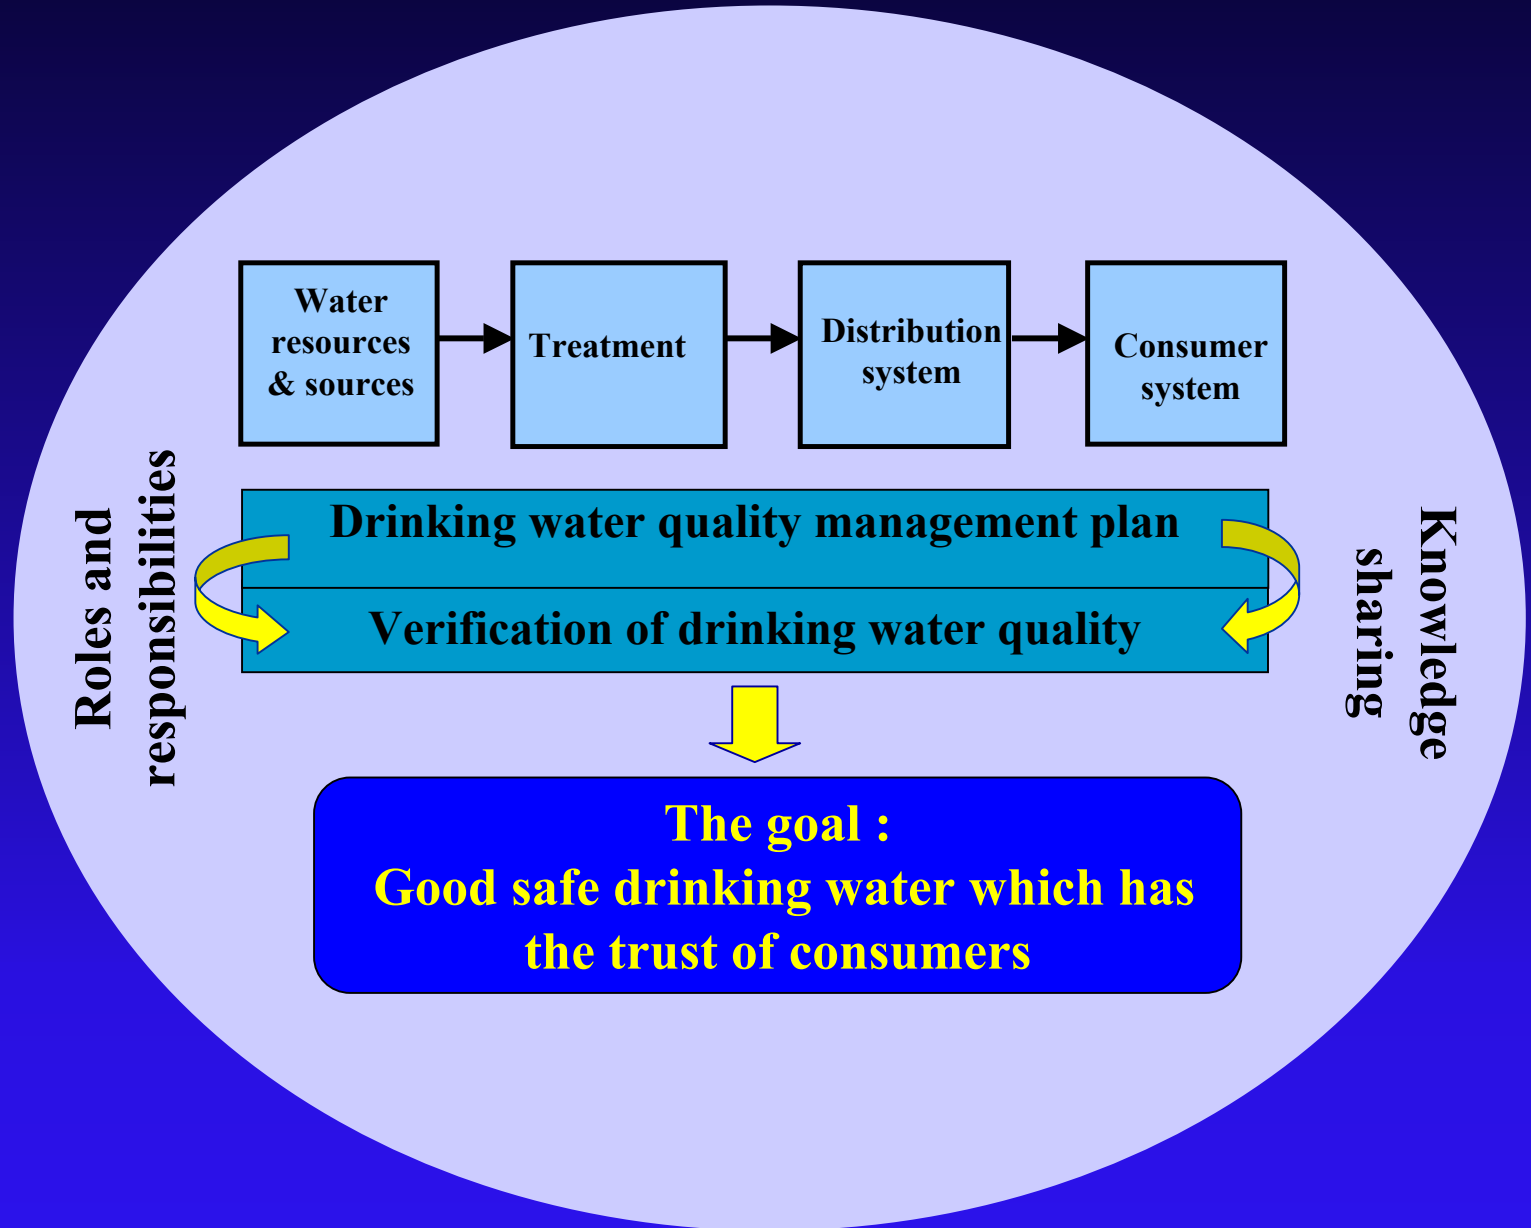 Water
resources
& sources
Treatment
Distribution
system
Consumer
system
Roles and
responsibilities
Drinking water quality management plan
Verification of drinking water quality
Knowledge
sharing
The goal :
Good safe drinking water which has
the trust of consumers